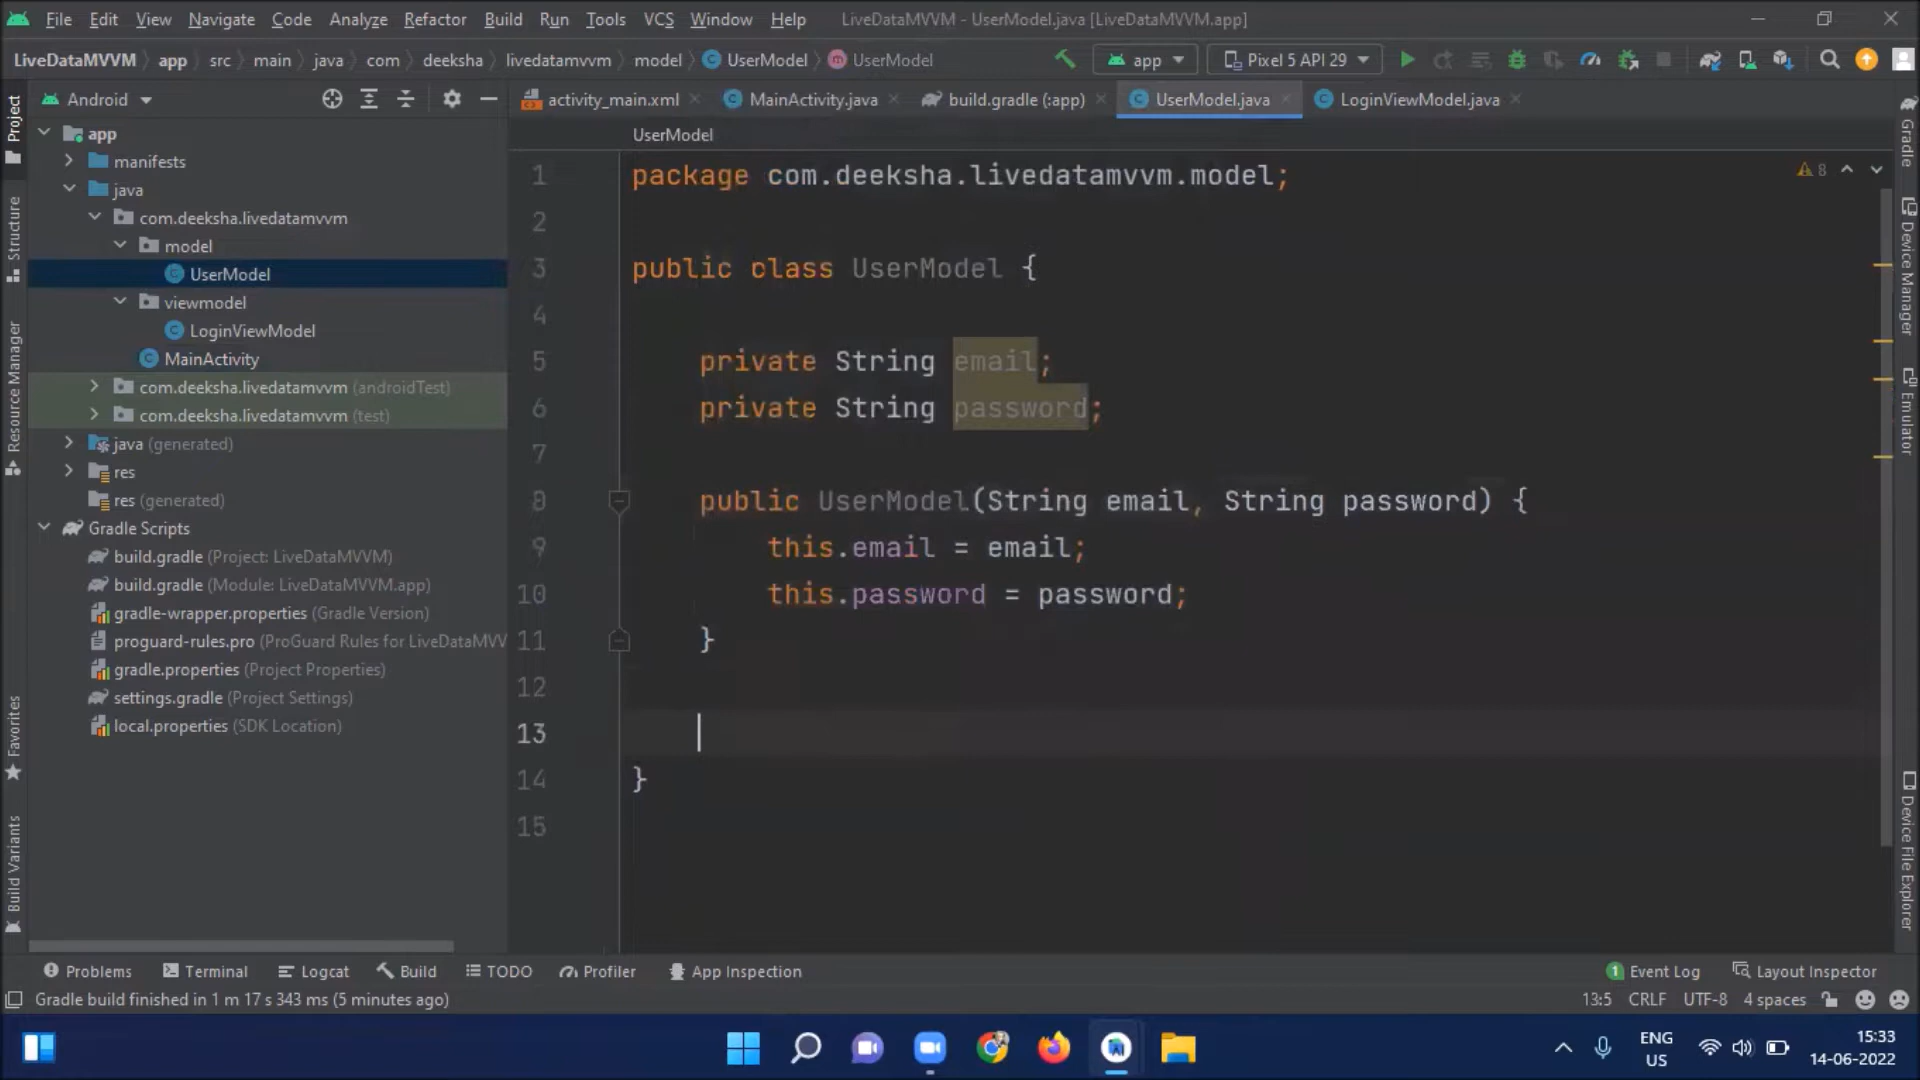 File Edit View Navigate Code Analyze Refactor Build Run Tools VCS Window Help LiveDataMVVM - UserModel.java [LiveDataMVVM.app]
LiveDataMVVM app src main java com deeksha livedatamvvm model UserModel UserModel app Pixel 5 API 29
Android activity_main.xml MainActivity.java build.gradle (:app) UserModel.java LoginViewModel.java
Project
Structure
Resource Manager
Favorites
Build Variants
app
manifests
java
com.deeksha.livedatamvvm
model
UserModel
viewmodel
LoginViewModel
MainActivity
com.deeksha.livedatamvvm (androidTest)
com.deeksha.livedatamvvm (test)
java (generated)
res
res (generated)
Gradle Scripts
build.gradle (Project: LiveDataMVVM)
build.gradle (Module: LiveDataMVVM.app)
gradle-wrapper.properties (Gradle Version)
proguard-rules.pro (ProGuard Rules for LiveDataMVV
gradle.properties (Project Properties)
settings.gradle (Project Settings)
local.properties (SDK Location)
UserModel
8
1 package com.deeksha.livedatamvvm.model;
2
3 public class UserModel {
4
5 private String email;
6 private String password;
7
8 public UserModel(String email, String password) {
9 this.email = email;
10 this.password = password;
11 }
12
13
14 }
15
Gradle
Device Manager
Emulator
Device File Explorer
Problems Terminal Logcat Build TODO Profiler App Inspection 1 Event Log Layout Inspector
Gradle build finished in 1 m 17 s 343 ms (5 minutes ago) 13:5 CRLF UTF-8 4 spaces
ENG
US
15:33
14-06-2022